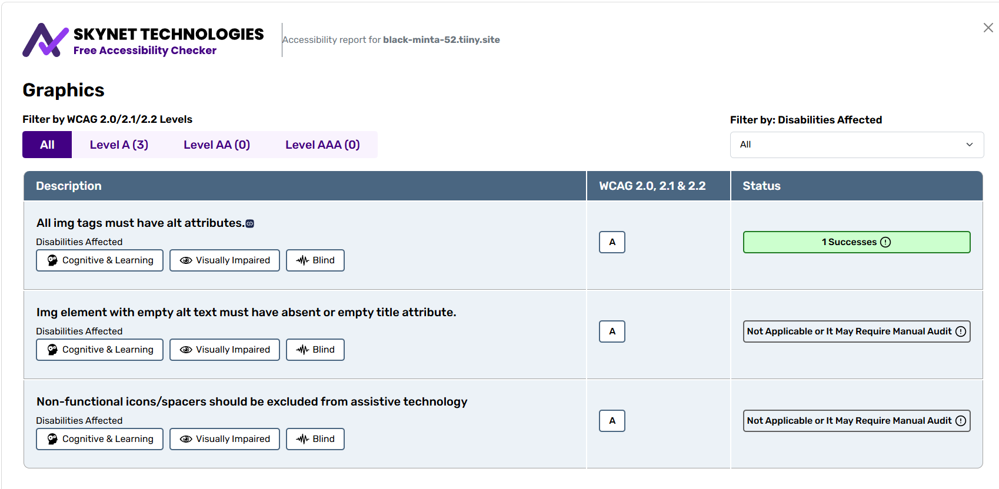 SKYNET TECHNOLOGIES
Free Accessibility Checker
Accessibility report for black-minta-52.tiiny.site
Graphics
Filter by WCAG 2.0/2.1/2.2 Levels
Filter by: Disabilities Affected
All Level A (3) Level AA (0) Level AAA (0)
All
Description WCAG 2.0, 2.1 & 2.2 Status
All img tags must have alt attributes.
Disabilities Affected
Cognitive & Learning Visually Impaired Blind
A
1 Successes
Img element with empty alt text must have absent or empty title attribute.
Disabilities Affected
Cognitive & Learning Visually Impaired Blind
A
Not Applicable or It May Require Manual Audit
Non-functional icons/spacers should be excluded from assistive technology
Disabilities Affected
Cognitive & Learning Visually Impaired Blind
A
Not Applicable or It May Require Manual Audit